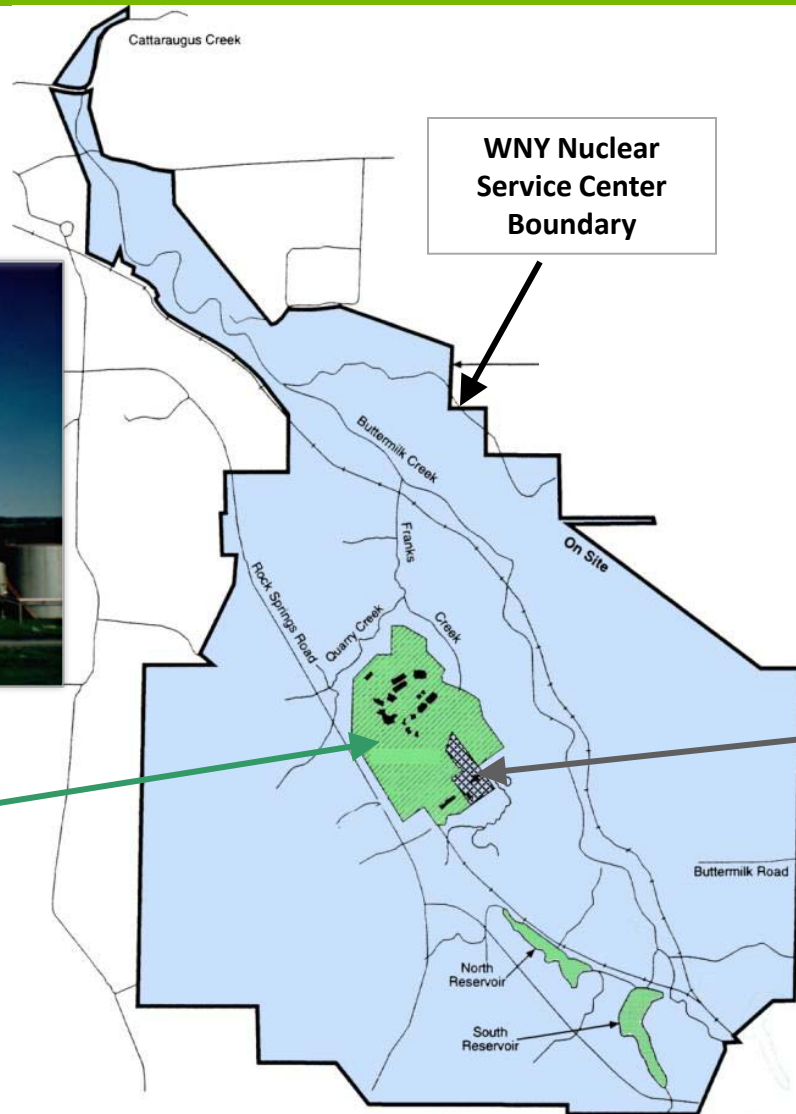 Cattaraugus Creek
WNY Nuclear
Service Center
Boundary
Buttermilk Creek
Franks
Creek
On Site
Rock Springs Road
Quarry Creek
Buttermilk Road
North
Reservoir
South
Reservoir